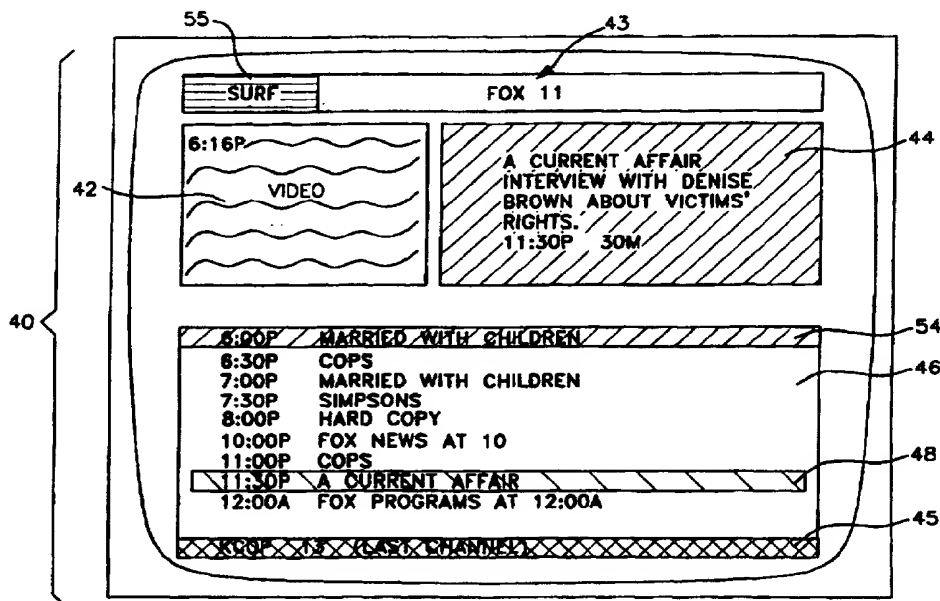 55
43
SURF FOX 11
44
6:16P
VIDEO
42
A CURRENT AFFAIR
INTERVIEW WITH DENISE
BROWN ABOUT VICTIMS'
RIGHTS.
11:30P 30M
40
6:00P MARRIED WITH CHILDREN
54
6:30P COPS
46
7:00P MARRIED WITH CHILDREN
7:30P SIMPSONS
8:00P HARD COPY
10:00P FOX NEWS AT 10
11:00P COPS
48
11:30P A CURRENT AFFAIR
12:00A FOX PROGRAMS AT 12:00A
45
KCOP 13 (LAST CHANNEL)